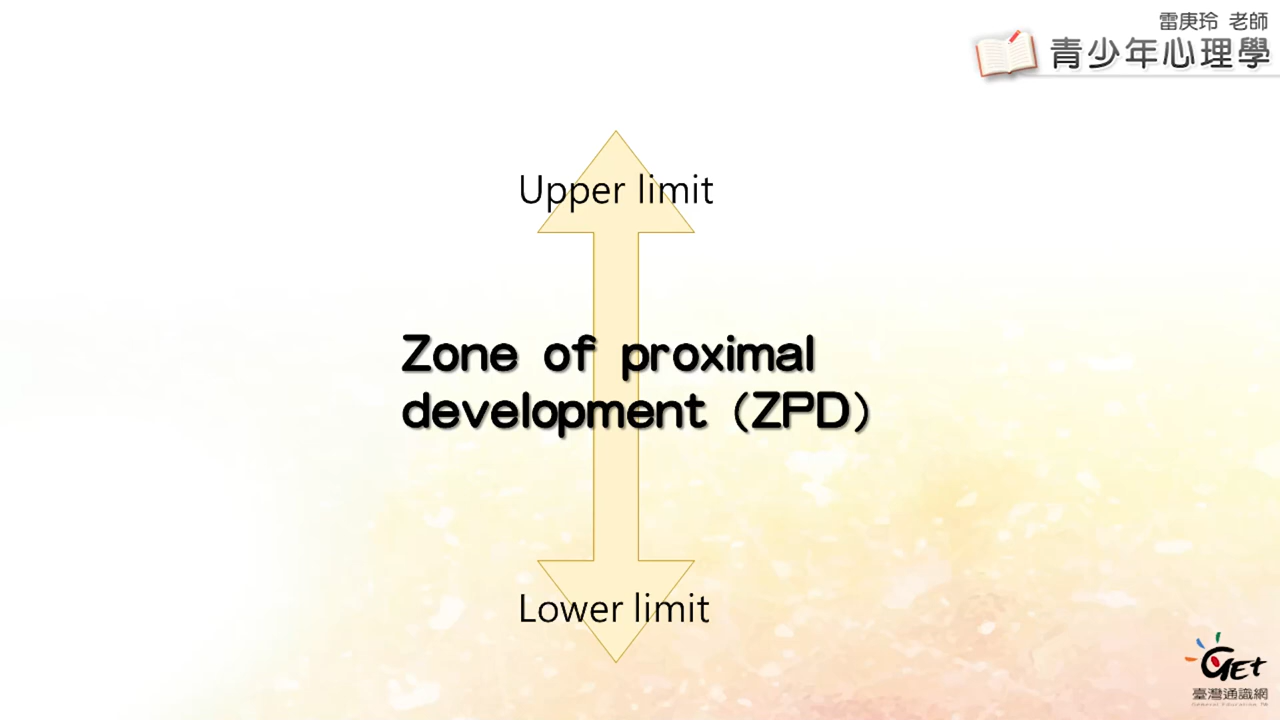 雷庚玲 老師
青少年心理學
Upper limit
Zone of proximal
development（ZPD）
Lower limit
GEt
臺灣通識網